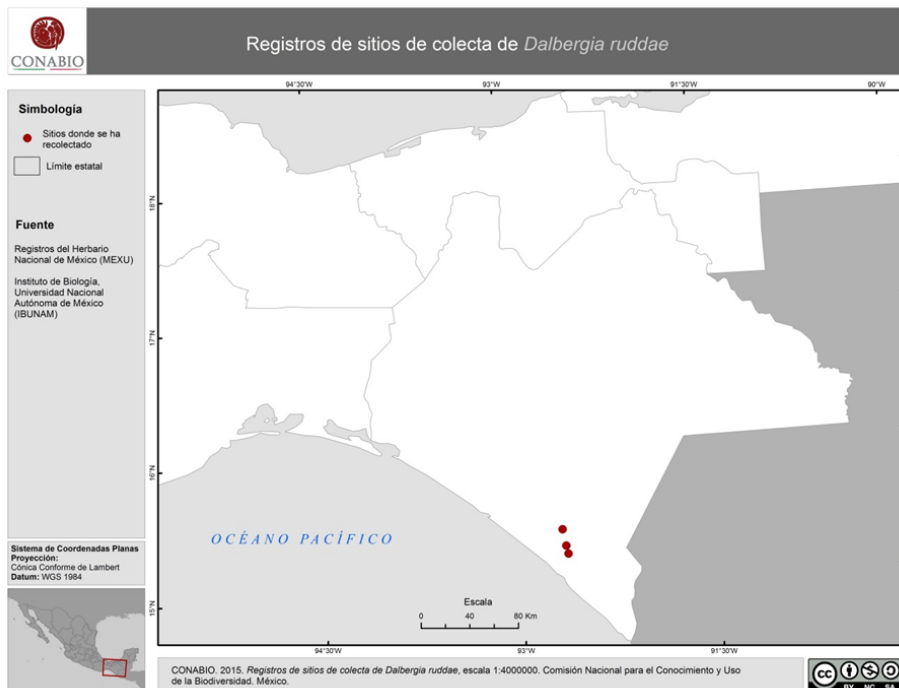 CONABIO
Registros de sitios de colecta de Dalbergia ruddae
Simbología
Sitios donde se ha
recolectado
Límite estatal
Fuente
Registros del Herbario
Nacional de México (MEXU)
Instituto de Biología,
Universidad Nacional
Autónoma de México
(IBUNAM)
Sistema de Coordenadas Planas
Proyección:
Cónica Conforme de Lambert
Datum: WGS 1984
94°30'W
93°W
91°30'W
90°W
18°N
17°N
16°N
15°N
OCÉANO PACÍFICO
Escala
0 40 80 Km
94°30'W
93°W
91°30'W
CONABIO. 2015. Registros de sitios de colecta de Dalbergia ruddae, escala 1:4000000. Comisión Nacional para el Conocimiento y Uso
de la Biodiversidad. México.
cc
BY NC SA